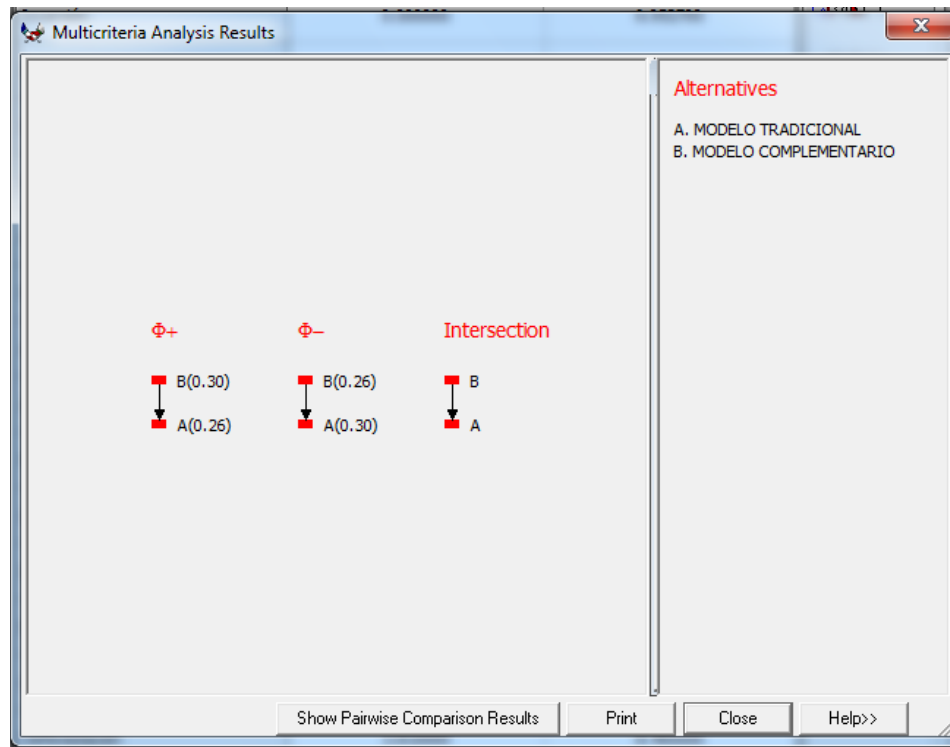 Multicriteria Analysis Results
Φ+
Φ−
Intersection
B(0.30)
B(0.26)
B
A(0.26)
A(0.30)
A
Alternatives
A. MODELO TRADICIONAL
B. MODELO COMPLEMENTARIO
Show Pairwise Comparison Results
Print
Close
Help>>